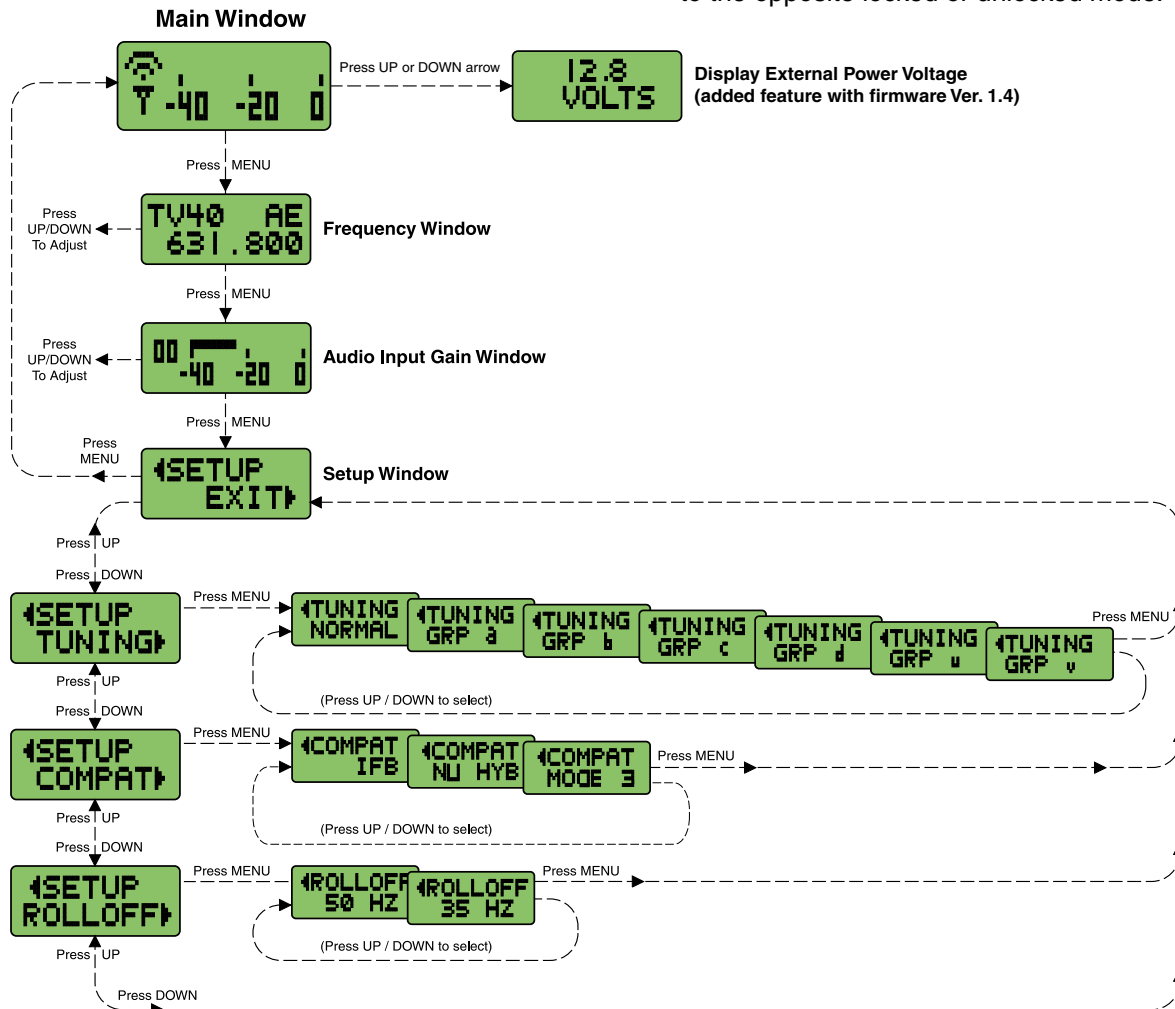 Main Window
-40 -20 0
Press UP or DOWN arrow
12.8
VOLTS
Display External Power Voltage
(added feature with firmware Ver. 1.4)
Press MENU
Press
UP/DOWN
To Adjust
TV40 AE
631.800
Frequency Window
Press MENU
Press
UP/DOWN
To Adjust
00
-40 -20 0
Audio Input Gain Window
Press MENU
Press
MENU
SETUP
EXIT
Setup Window
Press UP
Press DOWN
SETUP
TUNING
Press MENU
TUNING
NORMAL
TUNING
GRP a
TUNING
GRP b
TUNING
GRP c
TUNING
GRP d
TUNING
GRP u
TUNING
GRP v
Press MENU
(Press UP / DOWN to select)
Press UP
Press DOWN
SETUP
COMPAT
Press MENU
COMPAT
IFB
COMPAT
NU HYB
COMPAT
MODE 3
Press MENU
(Press UP / DOWN to select)
Press UP
Press DOWN
SETUP
ROLLOFF
Press MENU
ROLLOFF
50 HZ
ROLLOFF
35 HZ
Press MENU
(Press UP / DOWN to select)
Press UP
Press DOWN